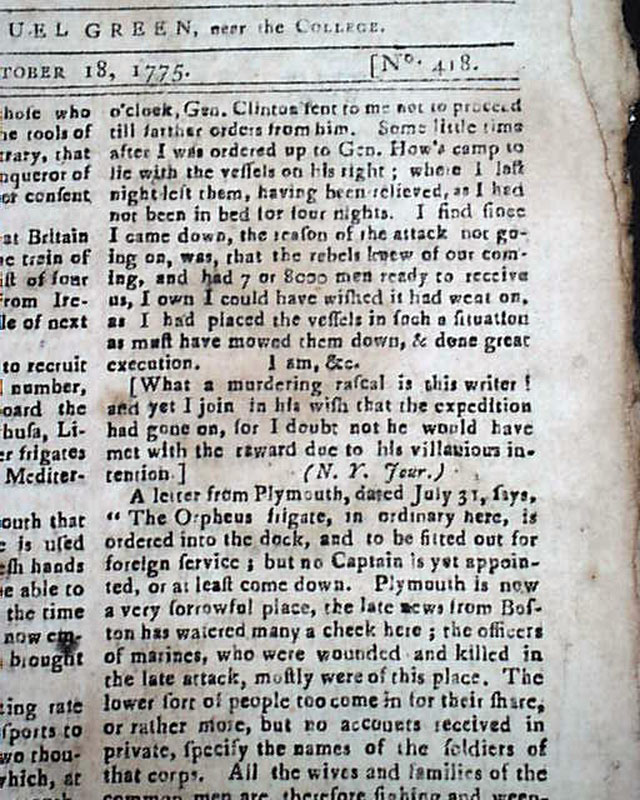 UEL GREEN, near the COLLEGE.
TOBER 18, 1775. [No. 418.
hoſe who
he tools of
rary, that
nqueror of
or conſent
at Britain
e train of
iſt of four
rom Ire-
le of next
to recruit
number,
oard the
huſa, Li-
er frigates
Mediter-
outh that
e is uſed
eſh hands
e able to
the time
now em-
brought
ting rate
ſports to
wo thou-
which, at
o'clock, Gen. Clinton ſent to me not to proceed
till farther orders from him. Some little time
after I was ordered up to Gen. How's camp to
lie with the veſſels on his right ; where I laſt
night left them, having been relieved, as I had
not been in bed for four nights. I find ſince
I came down, the reaſon of the attack not go-
ing on, was, that the rebels knew of our com-
ing, and had 7 or 8000 men ready to receive
us, I own I could have wiſhed it had went on,
as I had placed the veſſels in ſuch a ſituation
as muſt have mowed them down, & done great
execution. I am, &c.
[What a murdering raſcal is this writer !
and yet I join in his wiſh that the expedition
had gone on, for I doubt not he would have
met with the reward due to his villauious in-
tention.] (N. Y. Jour.)
A letter from Plymouth, dated July 31, ſays,
“ The Orpheus frigate, in ordinary here, is
ordered into the dock, and to be fitted out for
foreign ſervice ; but no Captain is yet appoin-
ted, or at leaſt come down. Plymouth is now
a very ſorrowful place, the late news from Boſ-
ton has watered many a cheek here ; the officers
of marines, who were wounded and killed in
the late attack, moſtly were of this place. The
lower ſort of people too come in for their ſhare,
or rather more, but no accounts received in
private, ſpecify the names of the ſoldiers of
that corps. All the wives and families of the
common men are, therefore ſighing and weep-